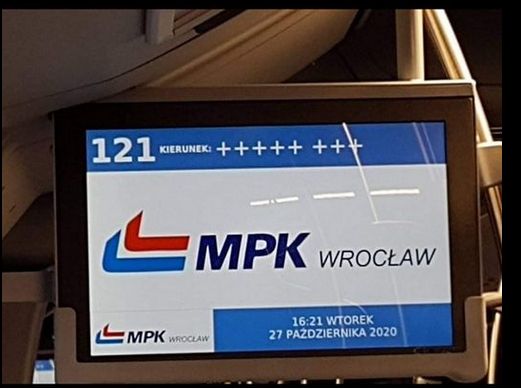 121 KIERUNEK: +++++ +++
MPK WROCŁAW
MPK WROCŁAW
16:21 WTOREK
27 PAŹDZIERNIKA 2020